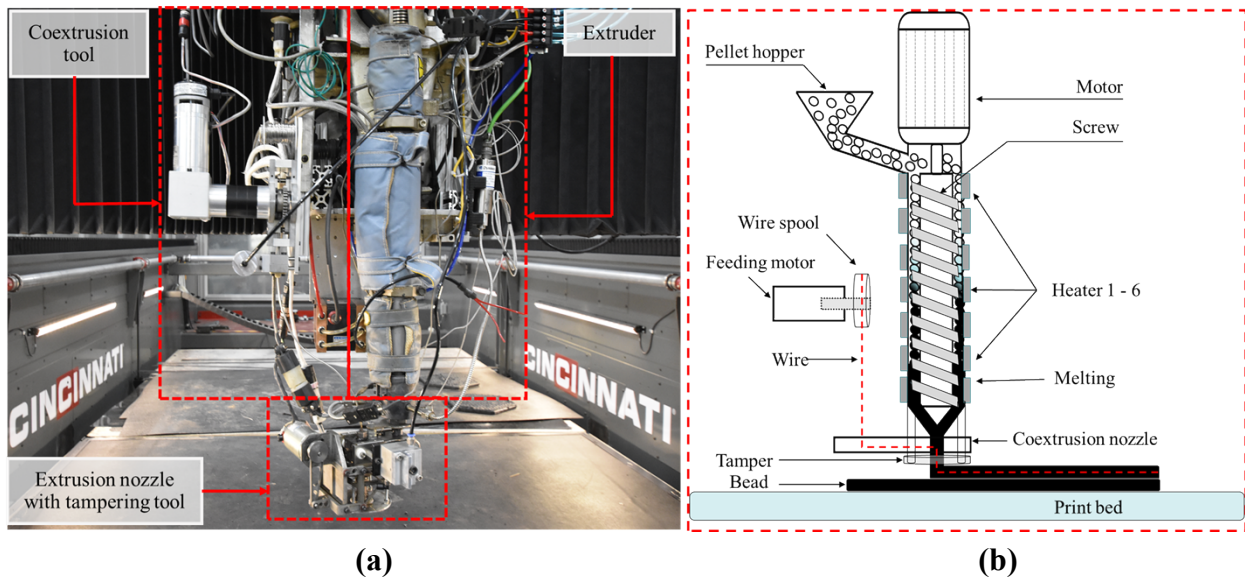 Coextrusion
tool
Extruder
CINCINNATI
CINCINNATI
Extrusion nozzle
with tampering tool
(a)
Pellet hopper
Motor
Screw
Wire spool
Feeding motor
Heater 1 - 6
Wire
Melting
Coextrusion nozzle
Tamper
Bead
Print bed
(b)